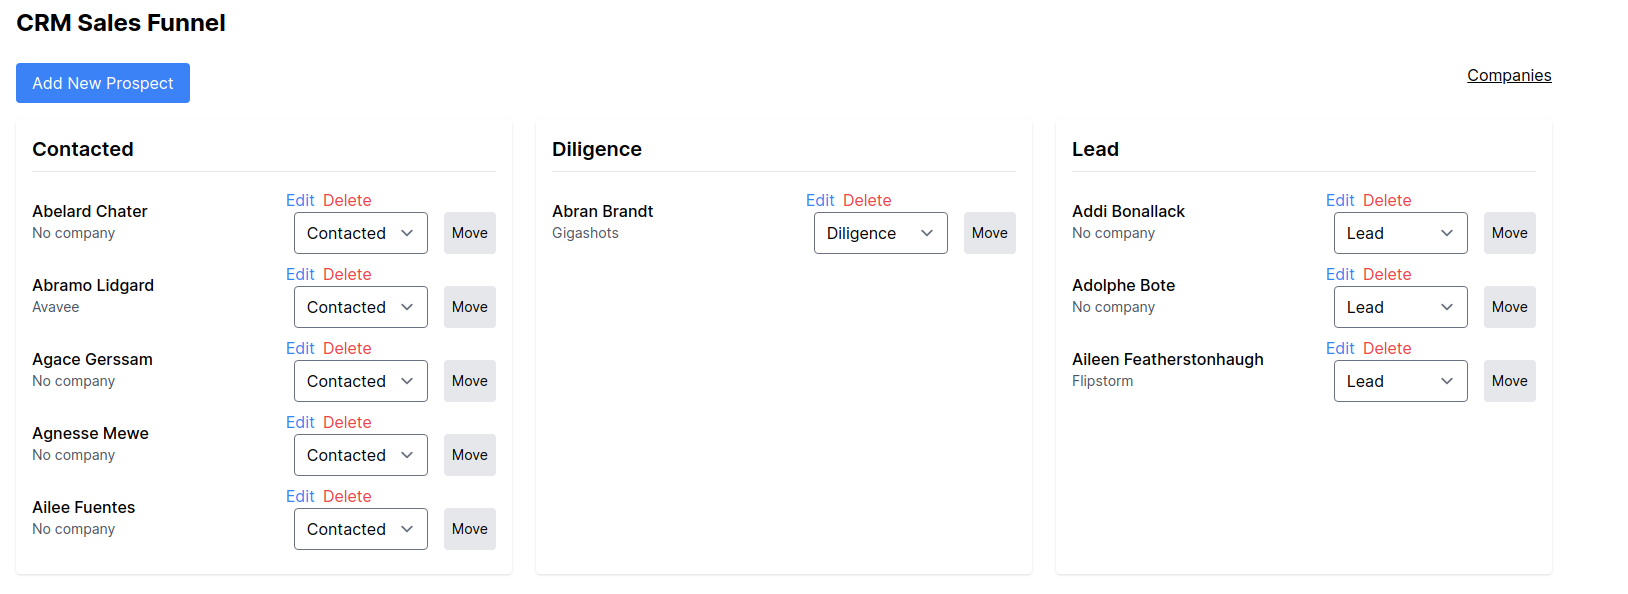 CRM Sales Funnel
Add New Prospect
Companies
Contacted
Edit Delete
Abelard Chater
No company
Contacted
Move
Edit Delete
Abramo Lidgard
Avavee
Contacted
Move
Edit Delete
Agace Gerssam
No company
Contacted
Move
Edit Delete
Agnesse Mewe
No company
Contacted
Move
Edit Delete
Ailee Fuentes
No company
Contacted
Move
Diligence
Edit Delete
Abran Brandt
Gigashots
Diligence
Move
Lead
Edit Delete
Addi Bonallack
No company
Lead
Move
Edit Delete
Adolphe Bote
No company
Lead
Move
Edit Delete
Aileen Featherstonhaugh
Flipstorm
Lead
Move